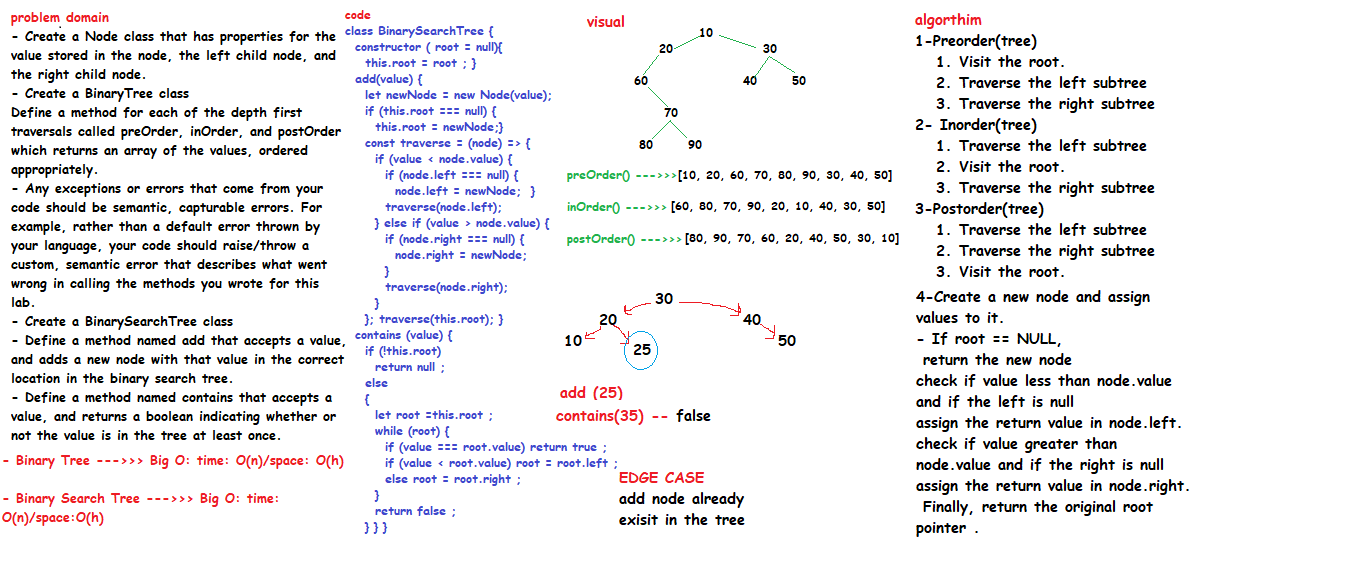 problem domain
- Create a Node class that has properties for the
value stored in the node, the left child node, and
the right child node.
- Create a BinaryTree class
Define a method for each of the depth first
traversals called preOrder, inOrder, and postOrder
which returns an array of the values, ordered
appropriately.
- Any exceptions or errors that come from your
code should be semantic, capturable errors. For
example, rather than a default error thrown by
your language, your code should raise/throw a
custom, semantic error that describes what went
wrong in calling the methods you wrote for this
lab.
- Create a BinarySearchTree class
- Define a method named add that accepts a value,
and adds a new node with that value in the correct
location in the binary search tree.
- Define a method named contains that accepts a
value, and returns a boolean indicating whether or
not the value is in the tree at least once.
- Binary Tree --->>> Big O: time: O(n)/space: O(h)
- Binary Search Tree --->>> Big O: time:
O(n)/space:O(h)
code
class BinarySearchTree {
constructor ( root = null){
this.root = root ; }
add(value) {
let newNode = new Node(value);
if (this.root === null) {
this.root = newNode;}
const traverse = (node) => {
if (value < node.value) {
if (node.left === null) {
node.left = newNode; }
traverse(node.left);
} else if (value > node.value) {
if (node.right === null) {
node.right = newNode;
}
traverse(node.right);
}
}; traverse(this.root); }
contains (value) {
if (!this.root)
return null ;
else
{
let root =this.root ;
while (root) {
if (value === root.value) return true ;
if (value < root.value) root = root.left ;
else root = root.right ;
}
return false ;
} } }
visual
10
20 30
60 40 50
70
80 90
preOrder() --->>>[10, 20, 60, 70, 80, 90, 30, 40, 50]
inOrder() --->>> [60, 80, 70, 90, 20, 10, 40, 30, 50]
postOrder() --->>> [80, 90, 70, 60, 20, 40, 50, 30, 10]
30
20 40
10 25 50
add (25)
contains(35) -- false
EDGE CASE
add node already
exisit in the tree
algorthim
1-Preorder(tree)
1. Visit the root.
2. Traverse the left subtree
3. Traverse the right subtree
2- Inorder(tree)
1. Traverse the left subtree
2. Visit the root.
3. Traverse the right subtree
3-Postorder(tree)
1. Traverse the left subtree
2. Traverse the right subtree
3. Visit the root.
4-Create a new node and assign
values to it.
- If root == NULL,
return the new node
check if value less than node.value
and if the left is null
assign the return value in node.left.
check if value greater than
node.value and if the right is null
assign the return value in node.right.
Finally, return the original root
pointer .